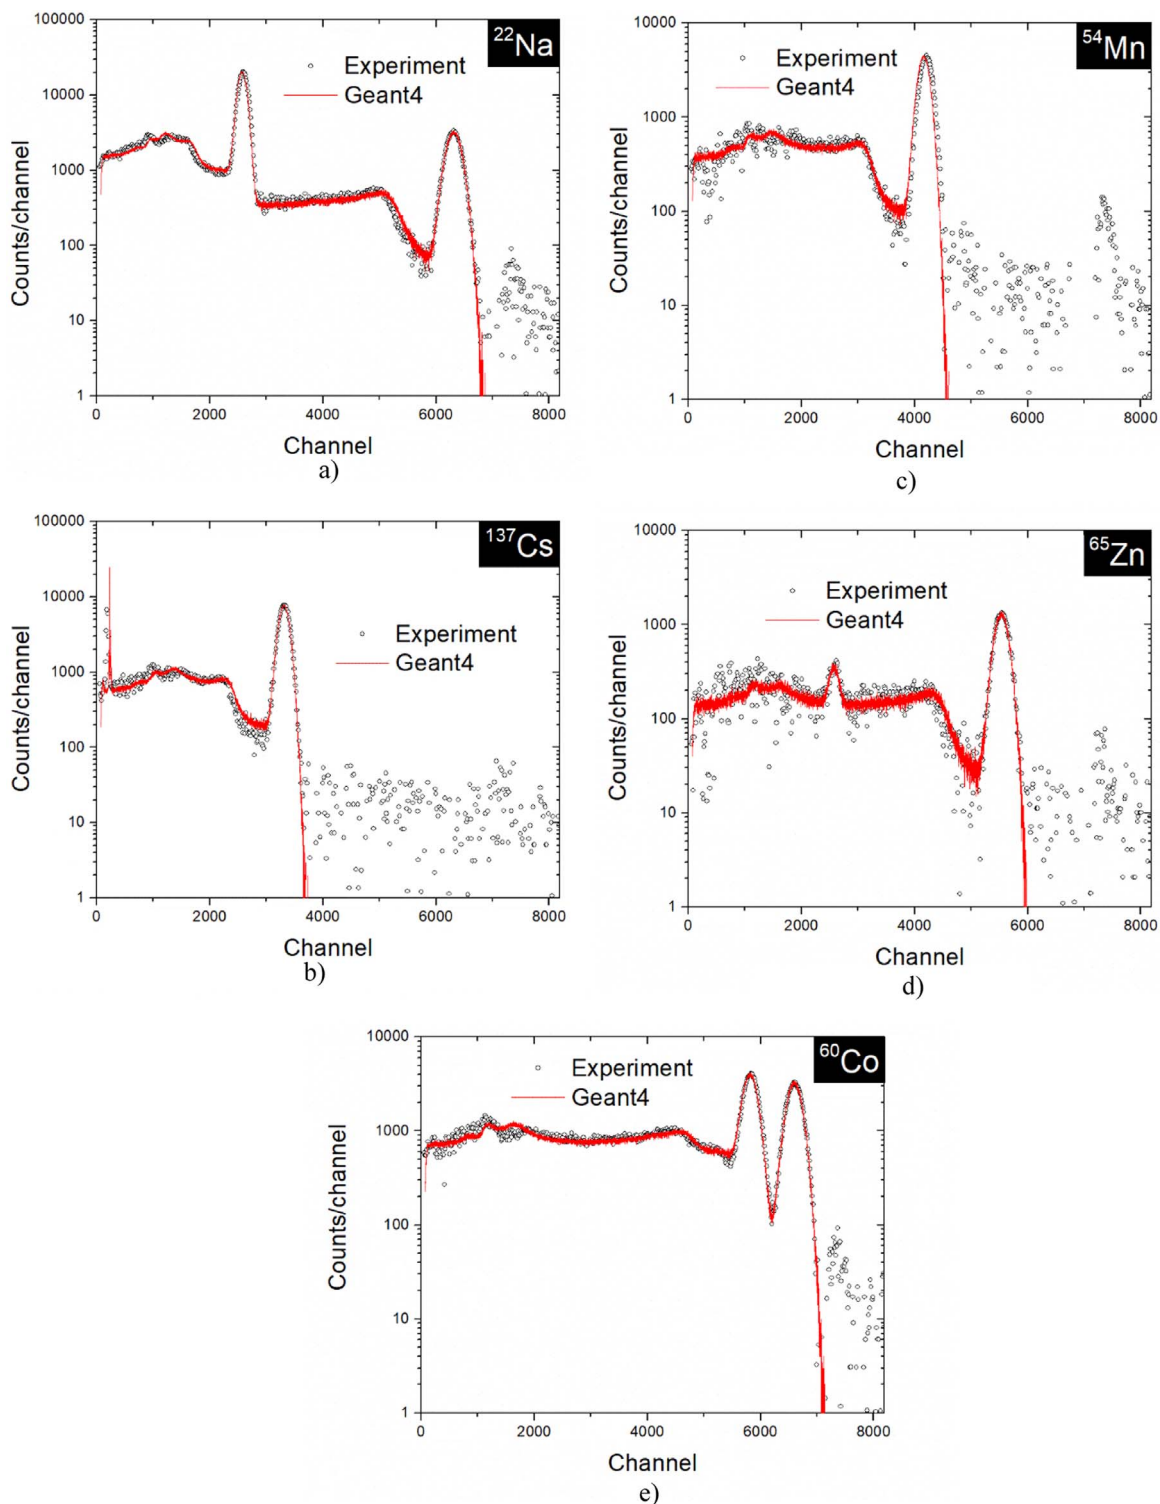 100000
10000
1000
100
10
1
0
2000
4000
6000
8000
Counts/channel
Channel
²²Na
Experiment
Geant4
a)
10000
1000
100
10
1
0
2000
4000
6000
8000
Counts/channel
Channel
⁵⁴Mn
Experiment
Geant4
c)
100000
10000
1000
100
10
1
0
2000
4000
6000
8000
Counts/channel
Channel
¹³⁷Cs
Experiment
Geant4
b)
10000
1000
100
10
1
0
2000
4000
6000
8000
Counts/channel
Channel
⁶⁵Zn
Experiment
Geant4
d)
10000
1000
100
10
1
0
2000
4000
6000
8000
Counts/channel
Channel
⁶⁰Co
Experiment
Geant4
e)